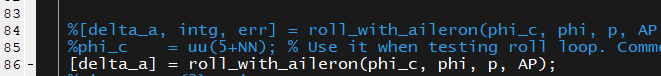 83
84 %[delta_a, intg, err] = roll_with_aileron(phi_c, phi, p, AP
85 %phi_c    = uu(5+NN); % Use it when testing roll loop. Comme
86 - [delta_a] = roll_with_aileron(phi_c, phi, p, AP);